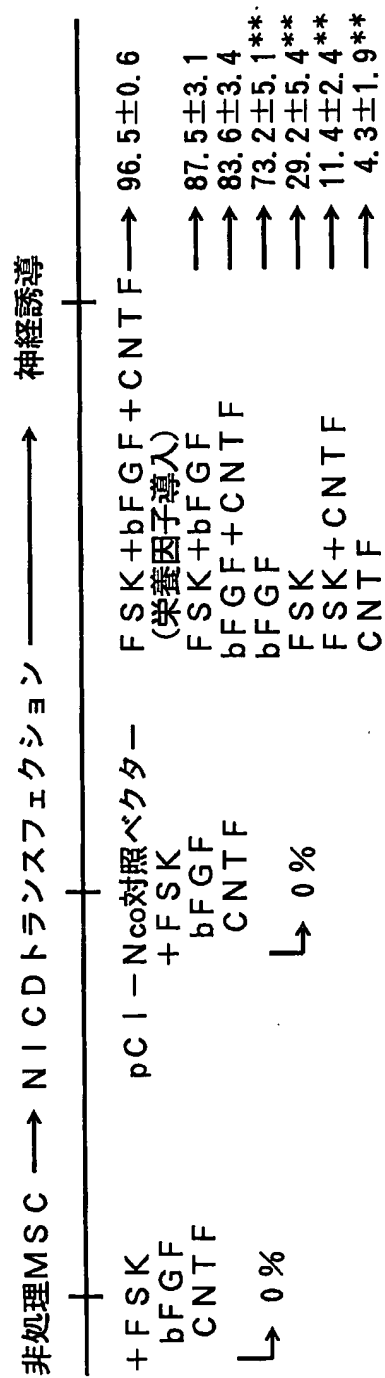 非処理MSC → NICDトランスフェクション → 神経誘導
+FSK
bFGF
CNTF
→ 0%
pCI-Nco対照ベクター
+FSK
bFGF
CNTF
→ 0%
FSK+bFGF+CNTF → 96.5±0.6
(栄養因子導入)
FSK+bFGF → 87.5±3.1
bFGF+CNTF → 83.6±3.4
bFGF → 73.2±5.1**
FSK → 29.2±5.4**
FSK+CNTF → 11.4±2.4**
CNTF → 4.3±1.9**